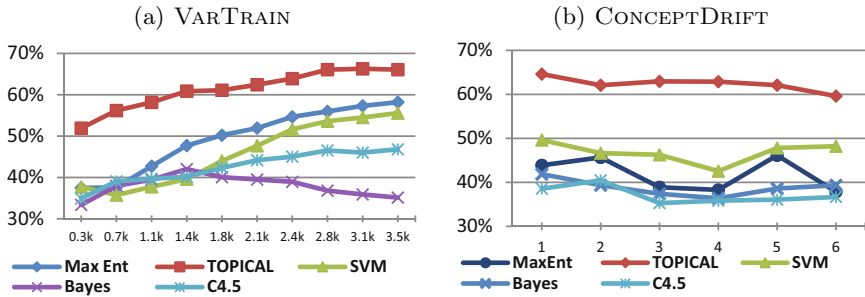 (a) VARTRAIN
70%
60%
50%
40%
30%
0.3k 0.7k 1.1k 1.4k 1.8k 2.1k 2.4k 2.8k 3.1k 3.5k
Max Ent TOPICAL SVM
Bayes C4.5
(b) CONCEPTDRIFT
70%
60%
50%
40%
30%
1 2 3 4 5 6
MaxEnt TOPICAL SVM
Bayes C4.5